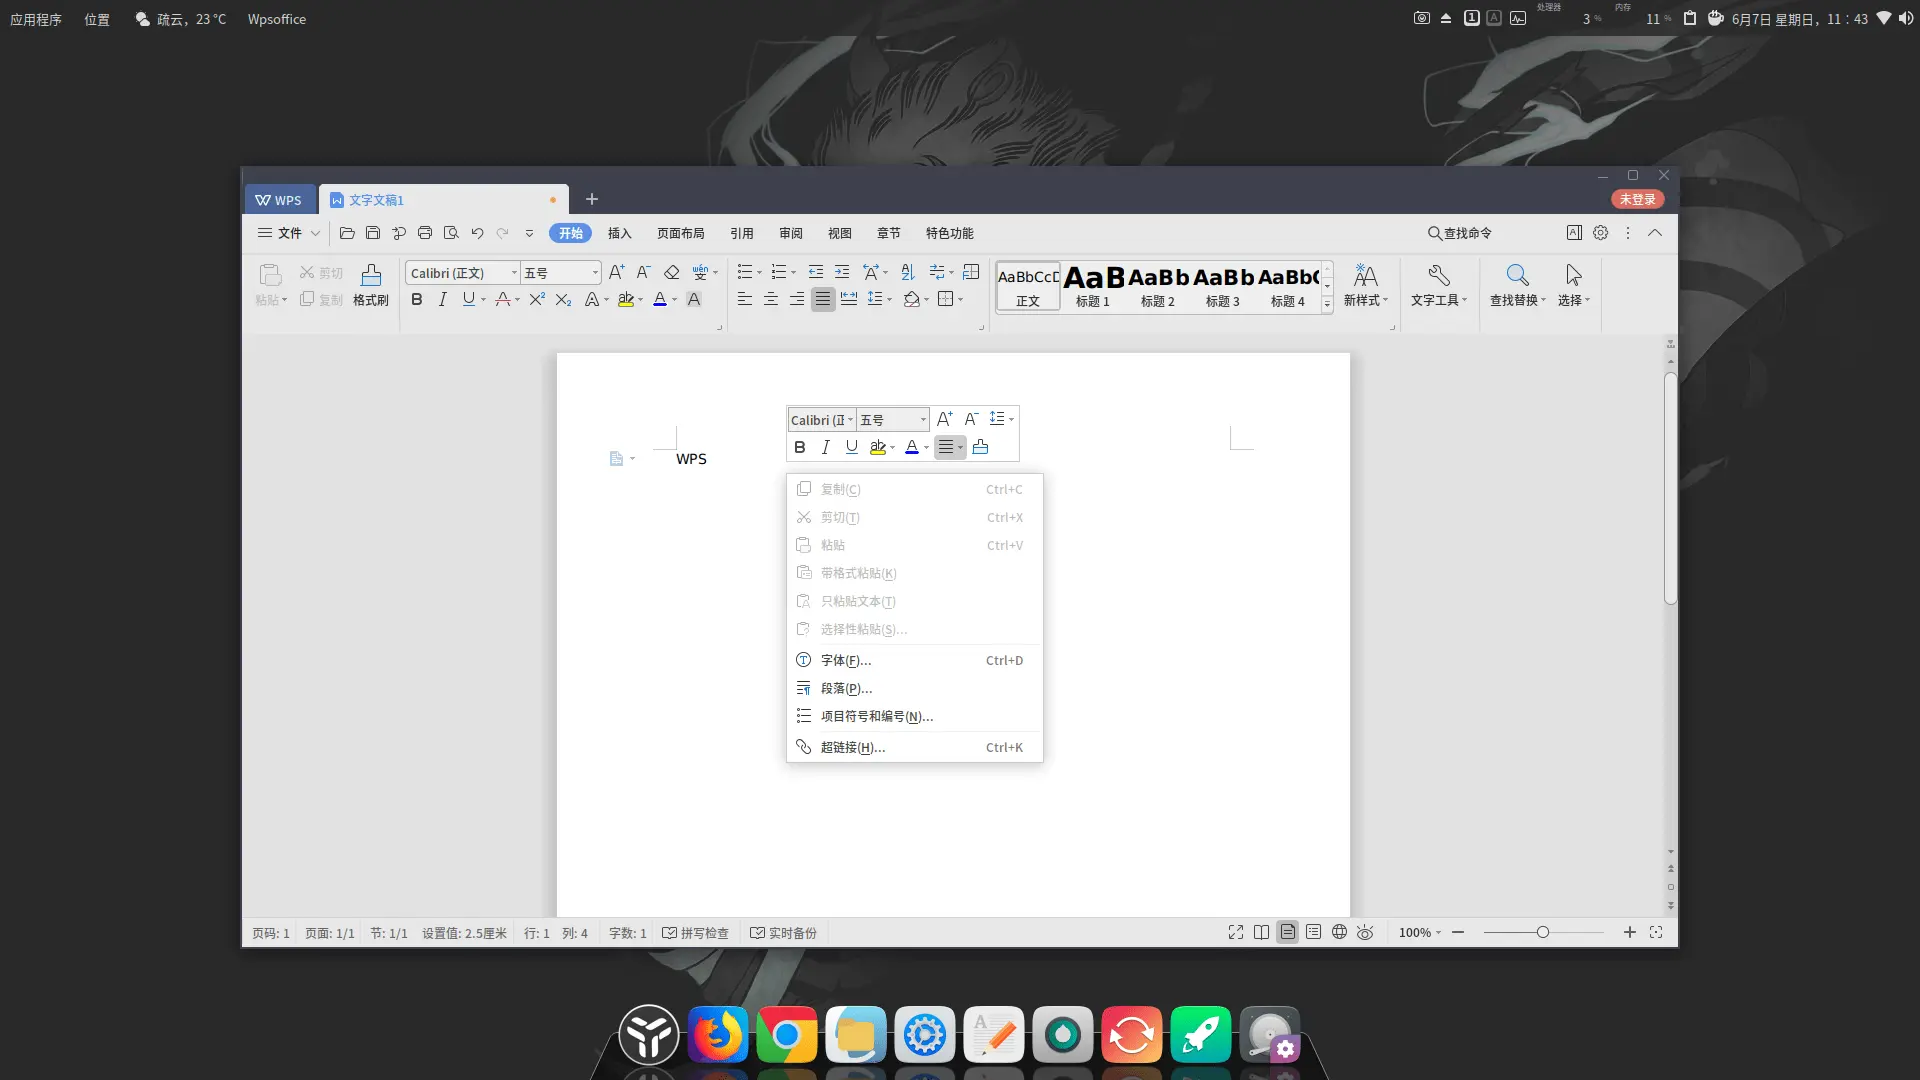 应用程序 位置 疏云，23 °C Wpsoffice
1 A 处理器 3 % 内存 11 % 6月7日 星期日，11：43
WPS 文字文稿1 未登录
文件 开始 插入 页面布局 引用 审阅 视图 章节 特色功能 查找命令
粘贴 剪切 复制 格式刷
Calibri (正文) 五号
AaBbCcD AaB AaBb AaBb AaBb(
正文 标题 1 标题 2 标题 3 标题 4 新样式 文字工具 查找替换 选择
Calibri (正 五号
WPS
复制(C) Ctrl+C
剪切(T) Ctrl+X
粘贴 Ctrl+V
带格式粘贴(K)
只粘贴文本(T)
选择性粘贴(S)...
字体(F)... Ctrl+D
段落(P)...
项目符号和编号(N)...
超链接(H)... Ctrl+K
页码: 1 页面: 1/1 节: 1/1 设置值: 2.5厘米 行: 1 列: 4 字数: 1 拼写检查 实时备份 100%